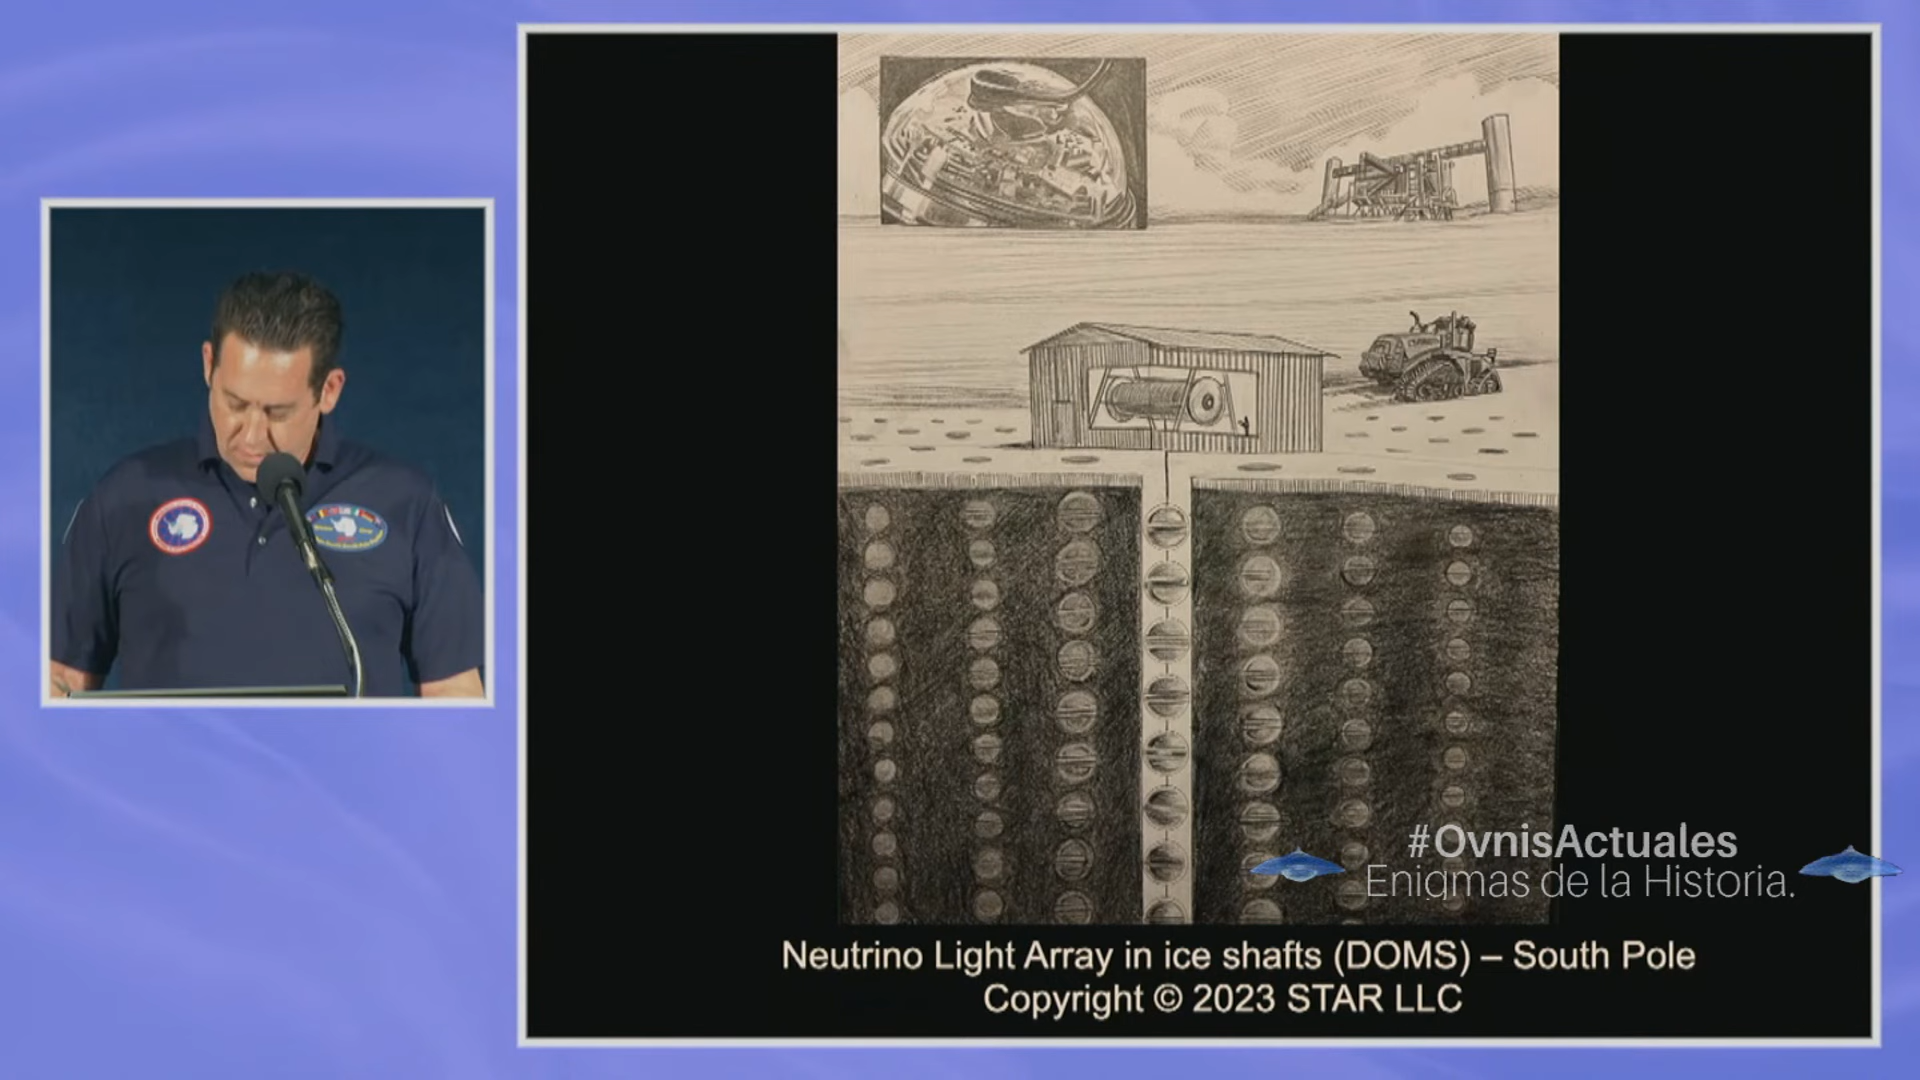 #OvnisActuales
Enigmas de la Historia.
Neutrino Light Array in ice shafts (DOMS) – South Pole
Copyright © 2023 STAR LLC